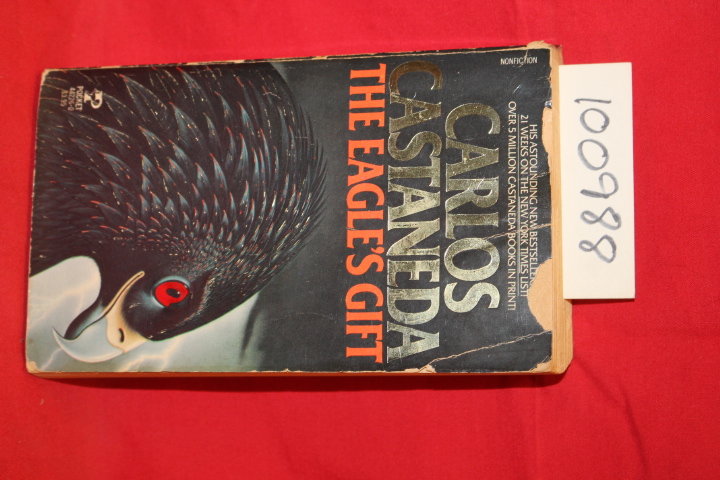 NONFICTION
HIS ASTOUNDING NEW BESTSELLER
21 WEEKS ON THE NEW YORK TIMES LIST!
OVER 5 MILLION CASTANEDA BOOKS IN PRINT!
CARLOS
CASTANEDA
THE EAGLE'S GIFT
POCKET
100988